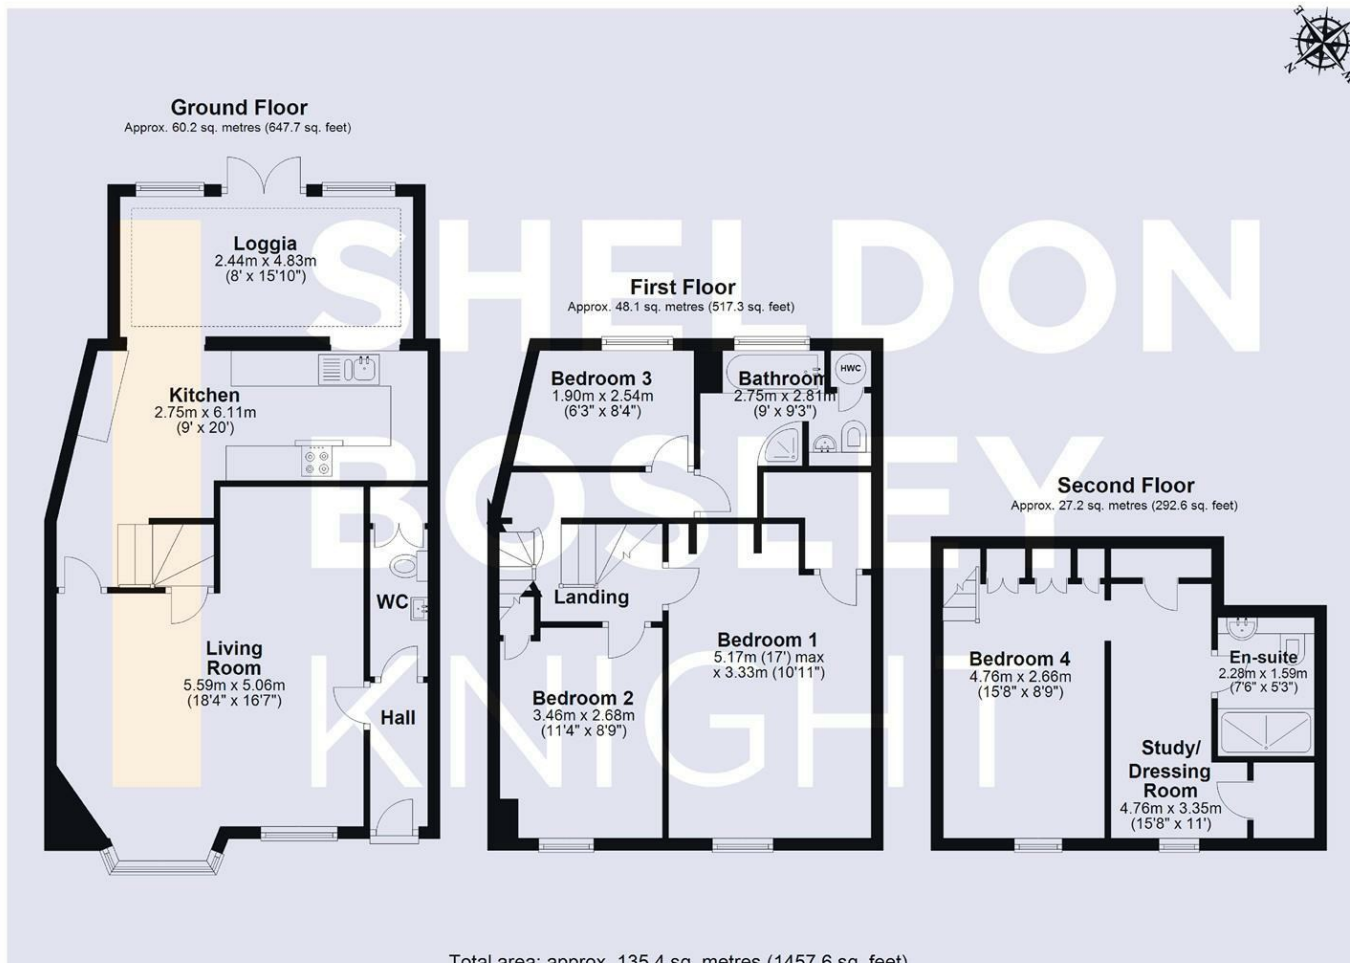 Ground Floor
Approx. 60.2 sq. metres (647.7 sq. feet)
Loggia
2.44m x 4.83m
(8' x 15'10")
Kitchen
2.75m x 6.11m
(9' x 20')
WC
Living
Room
5.59m x 5.06m
(18'4" x 16'7")
Hall
First Floor
Approx. 48.1 sq. metres (517.3 sq. feet)
Bedroom 3
1.90m x 2.54m
(6'3" x 8'4")
Bathroom
2.75m x 2.81m
(9' x 9'3")
HWC
Landing
Bedroom 1
5.17m (17') max
x 3.33m (10'11")
Bedroom 2
3.46m x 2.68m
(11'4" x 8'9")
Second Floor
Approx. 27.2 sq. metres (292.6 sq. feet)
Bedroom 4
4.76m x 2.66m
(15'8" x 8'9")
En-suite
2.28m x 1.59m
(7'6" x 5'3")
Study/
Dressing
Room
4.76m x 3.35m
(15'8" x 11')
Total area: approx. 135.4 sq. metres (1457.6 sq. feet)
SHELDON
BOSLEY
KNIGHT
E
N
W